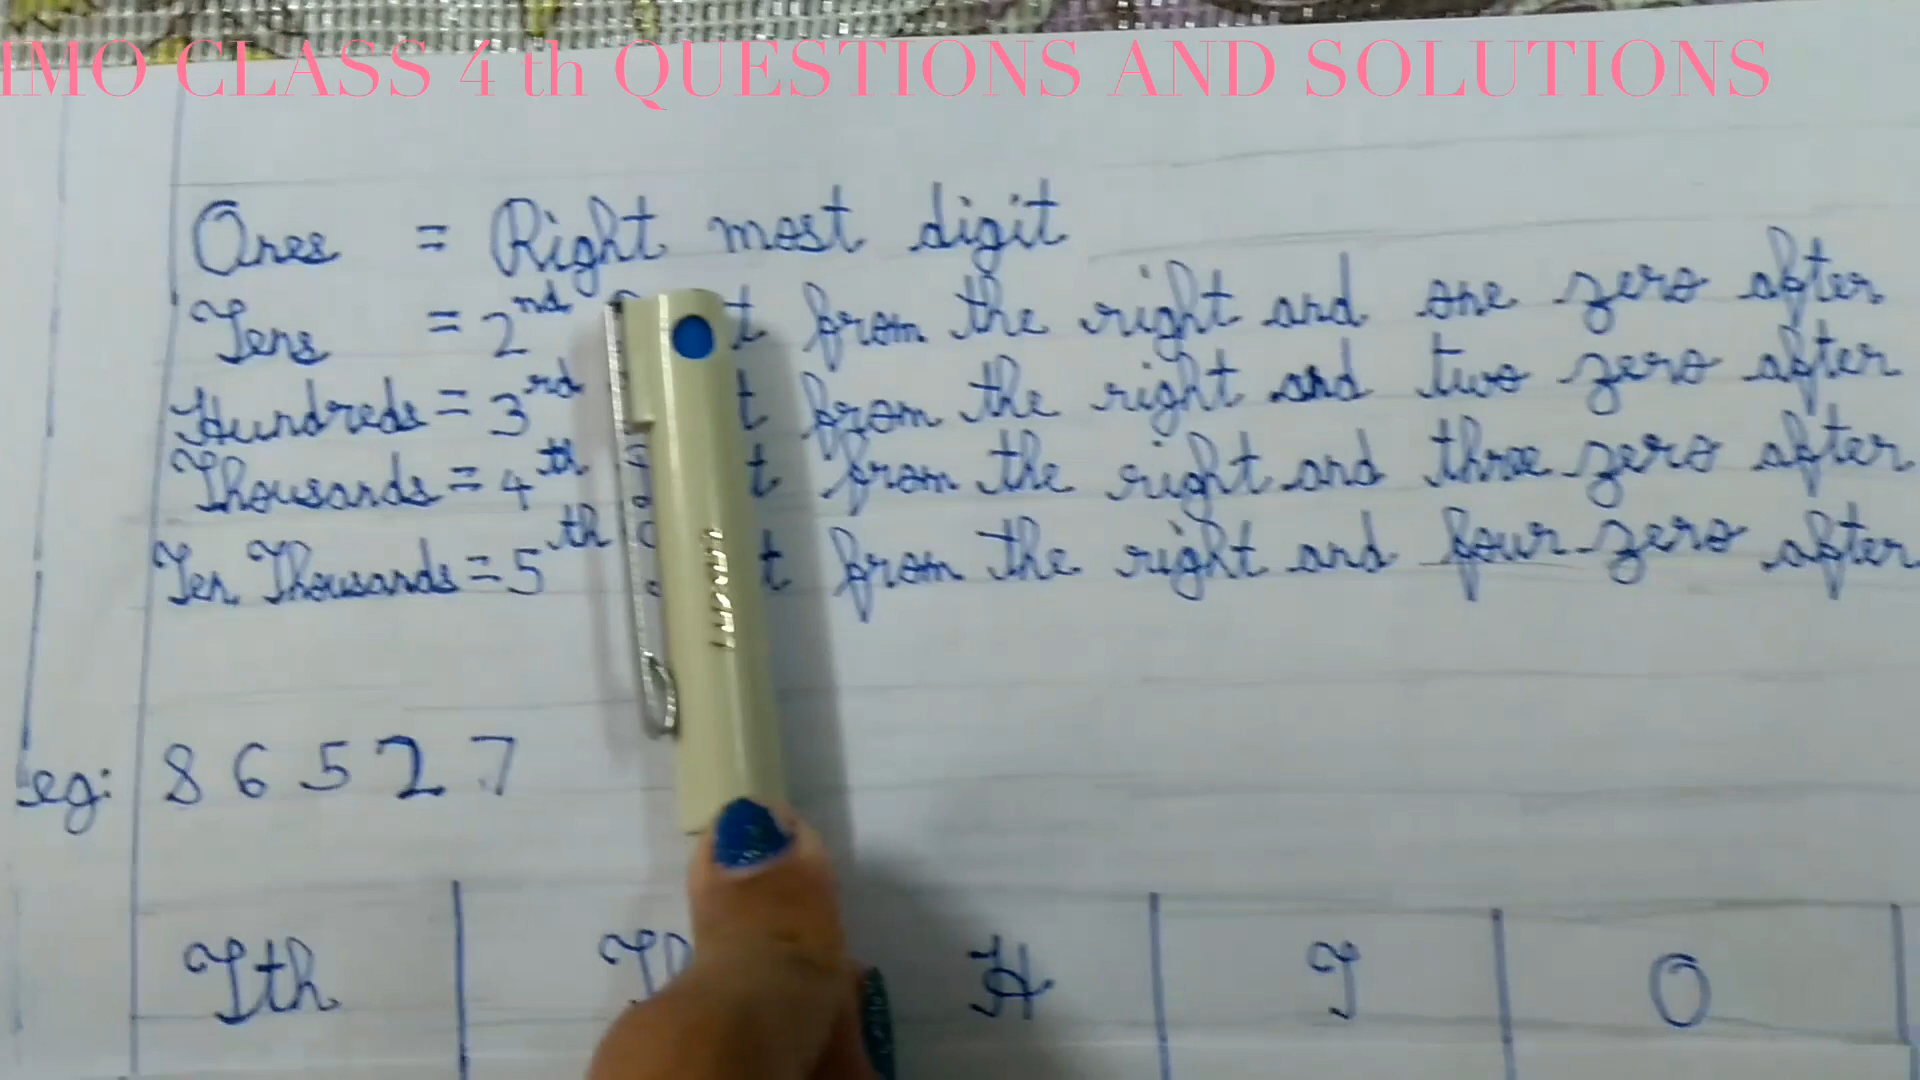 IMO CLASS 4 th QUESTIONS AND SOLUTIONS
Ones = Right most digit
Tens = 2nd from the right and one zero after
Hundreds = 3rd from the right and two zero after
Thousands = 4th from the right and three zero after
Ten Thousands = 5th from the right and four zero after
eg: 8 6 5 2 7
Tth H T O